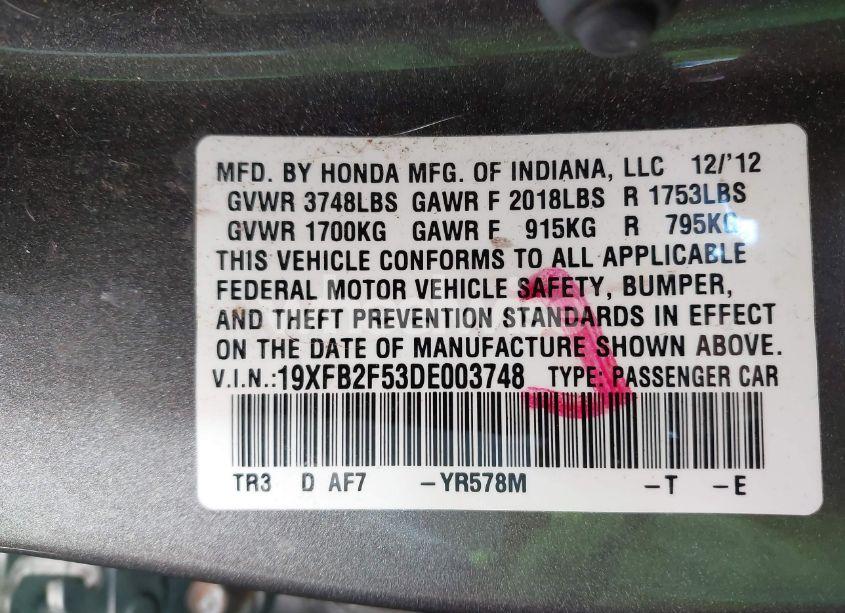 MFD. BY HONDA MFG. OF INDIANA, LLC 12/'12
GVWR 3748LBS GAWR F 2018LBS R 1753LBS
GVWR 1700KG GAWR F 915KG R 795KG
THIS VEHICLE CONFORMS TO ALL APPLICABLE
FEDERAL MOTOR VEHICLE SAFETY, BUMPER,
AND THEFT PREVENTION STANDARDS IN EFFECT
ON THE DATE OF MANUFACTURE SHOWN ABOVE.
V.I.N.:19XFB2F53DE003748 TYPE: PASSENGER CAR
TR3 D AF7 -YR578M -T -E